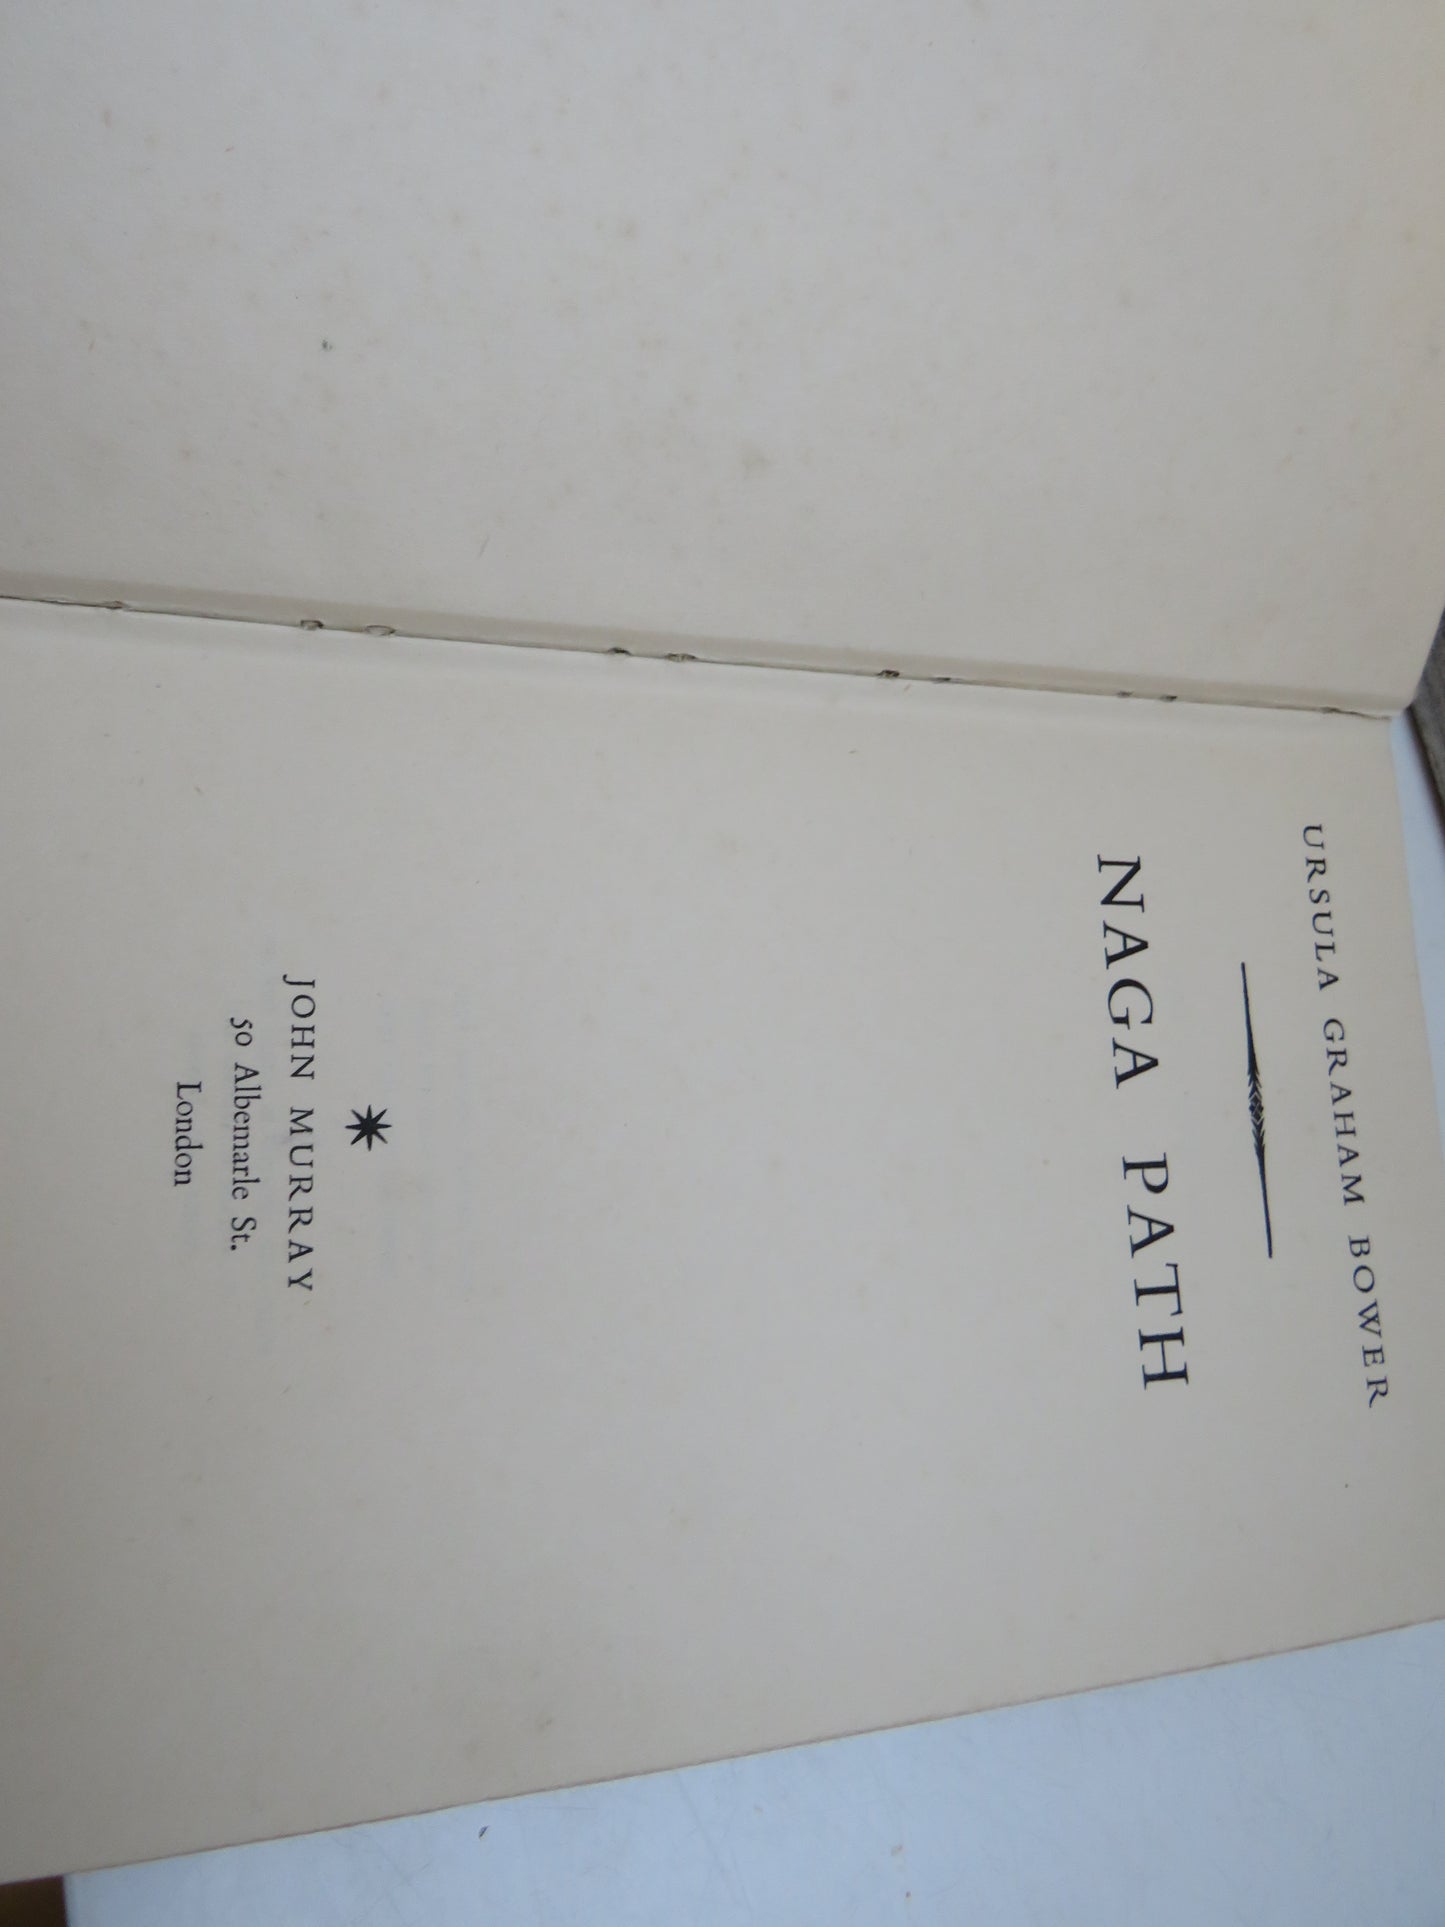 URSULA GRAHAM BOWER
NAGA PATH
JOHN MURRAY
50 Albemarle St.
London